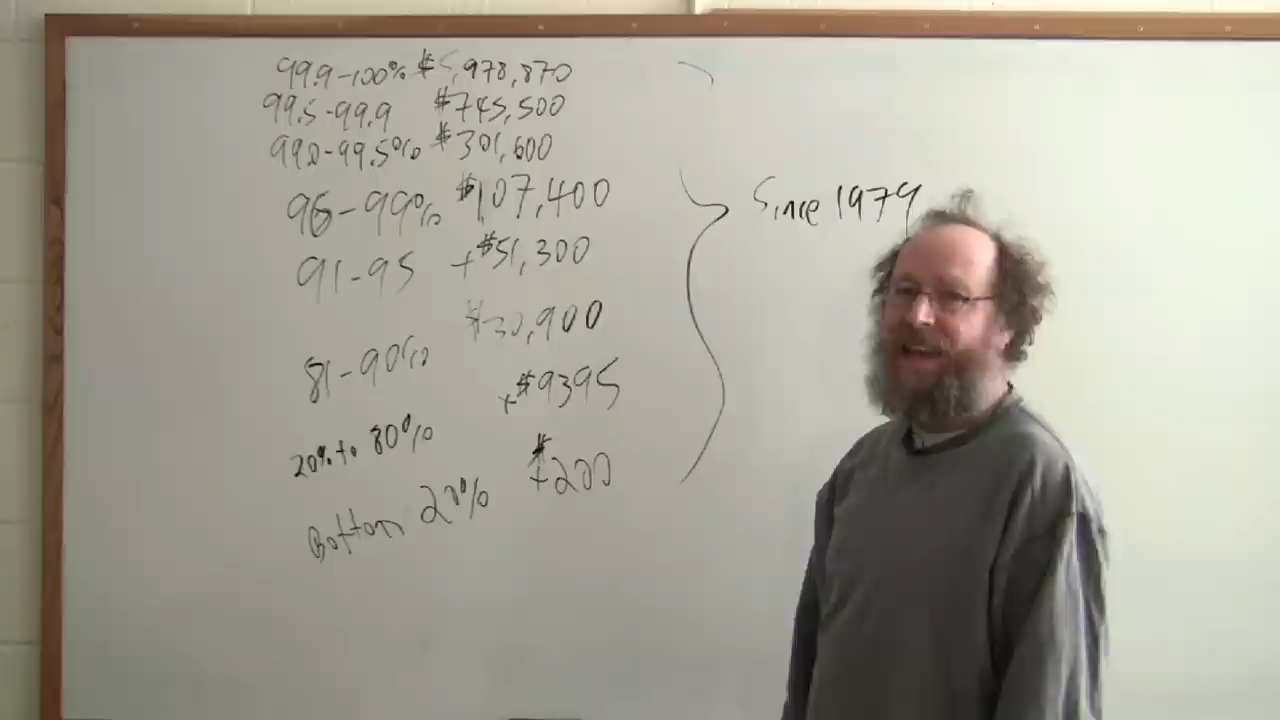 99.9-100% $5,978,870
99.5-99.9 $745,500
99.0-99.5% $301,600
96-99% $107,400
91-95 +$51,300
81-90% $30,900
20% to 80% +$9395
Bottom 20% +$200
Since 1979